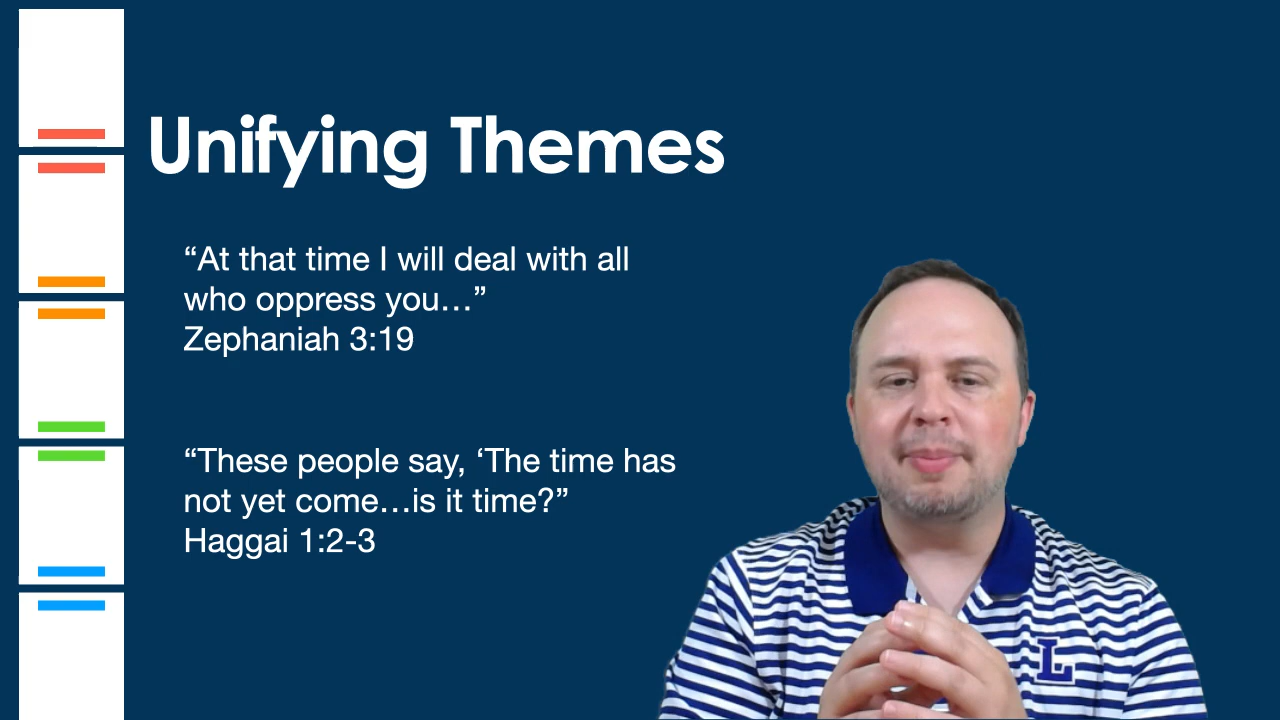 Unifying Themes
“At that time I will deal with all
who oppress you…”
Zephaniah 3:19
“These people say, ‘The time has
not yet come…is it time?”
Haggai 1:2-3
L